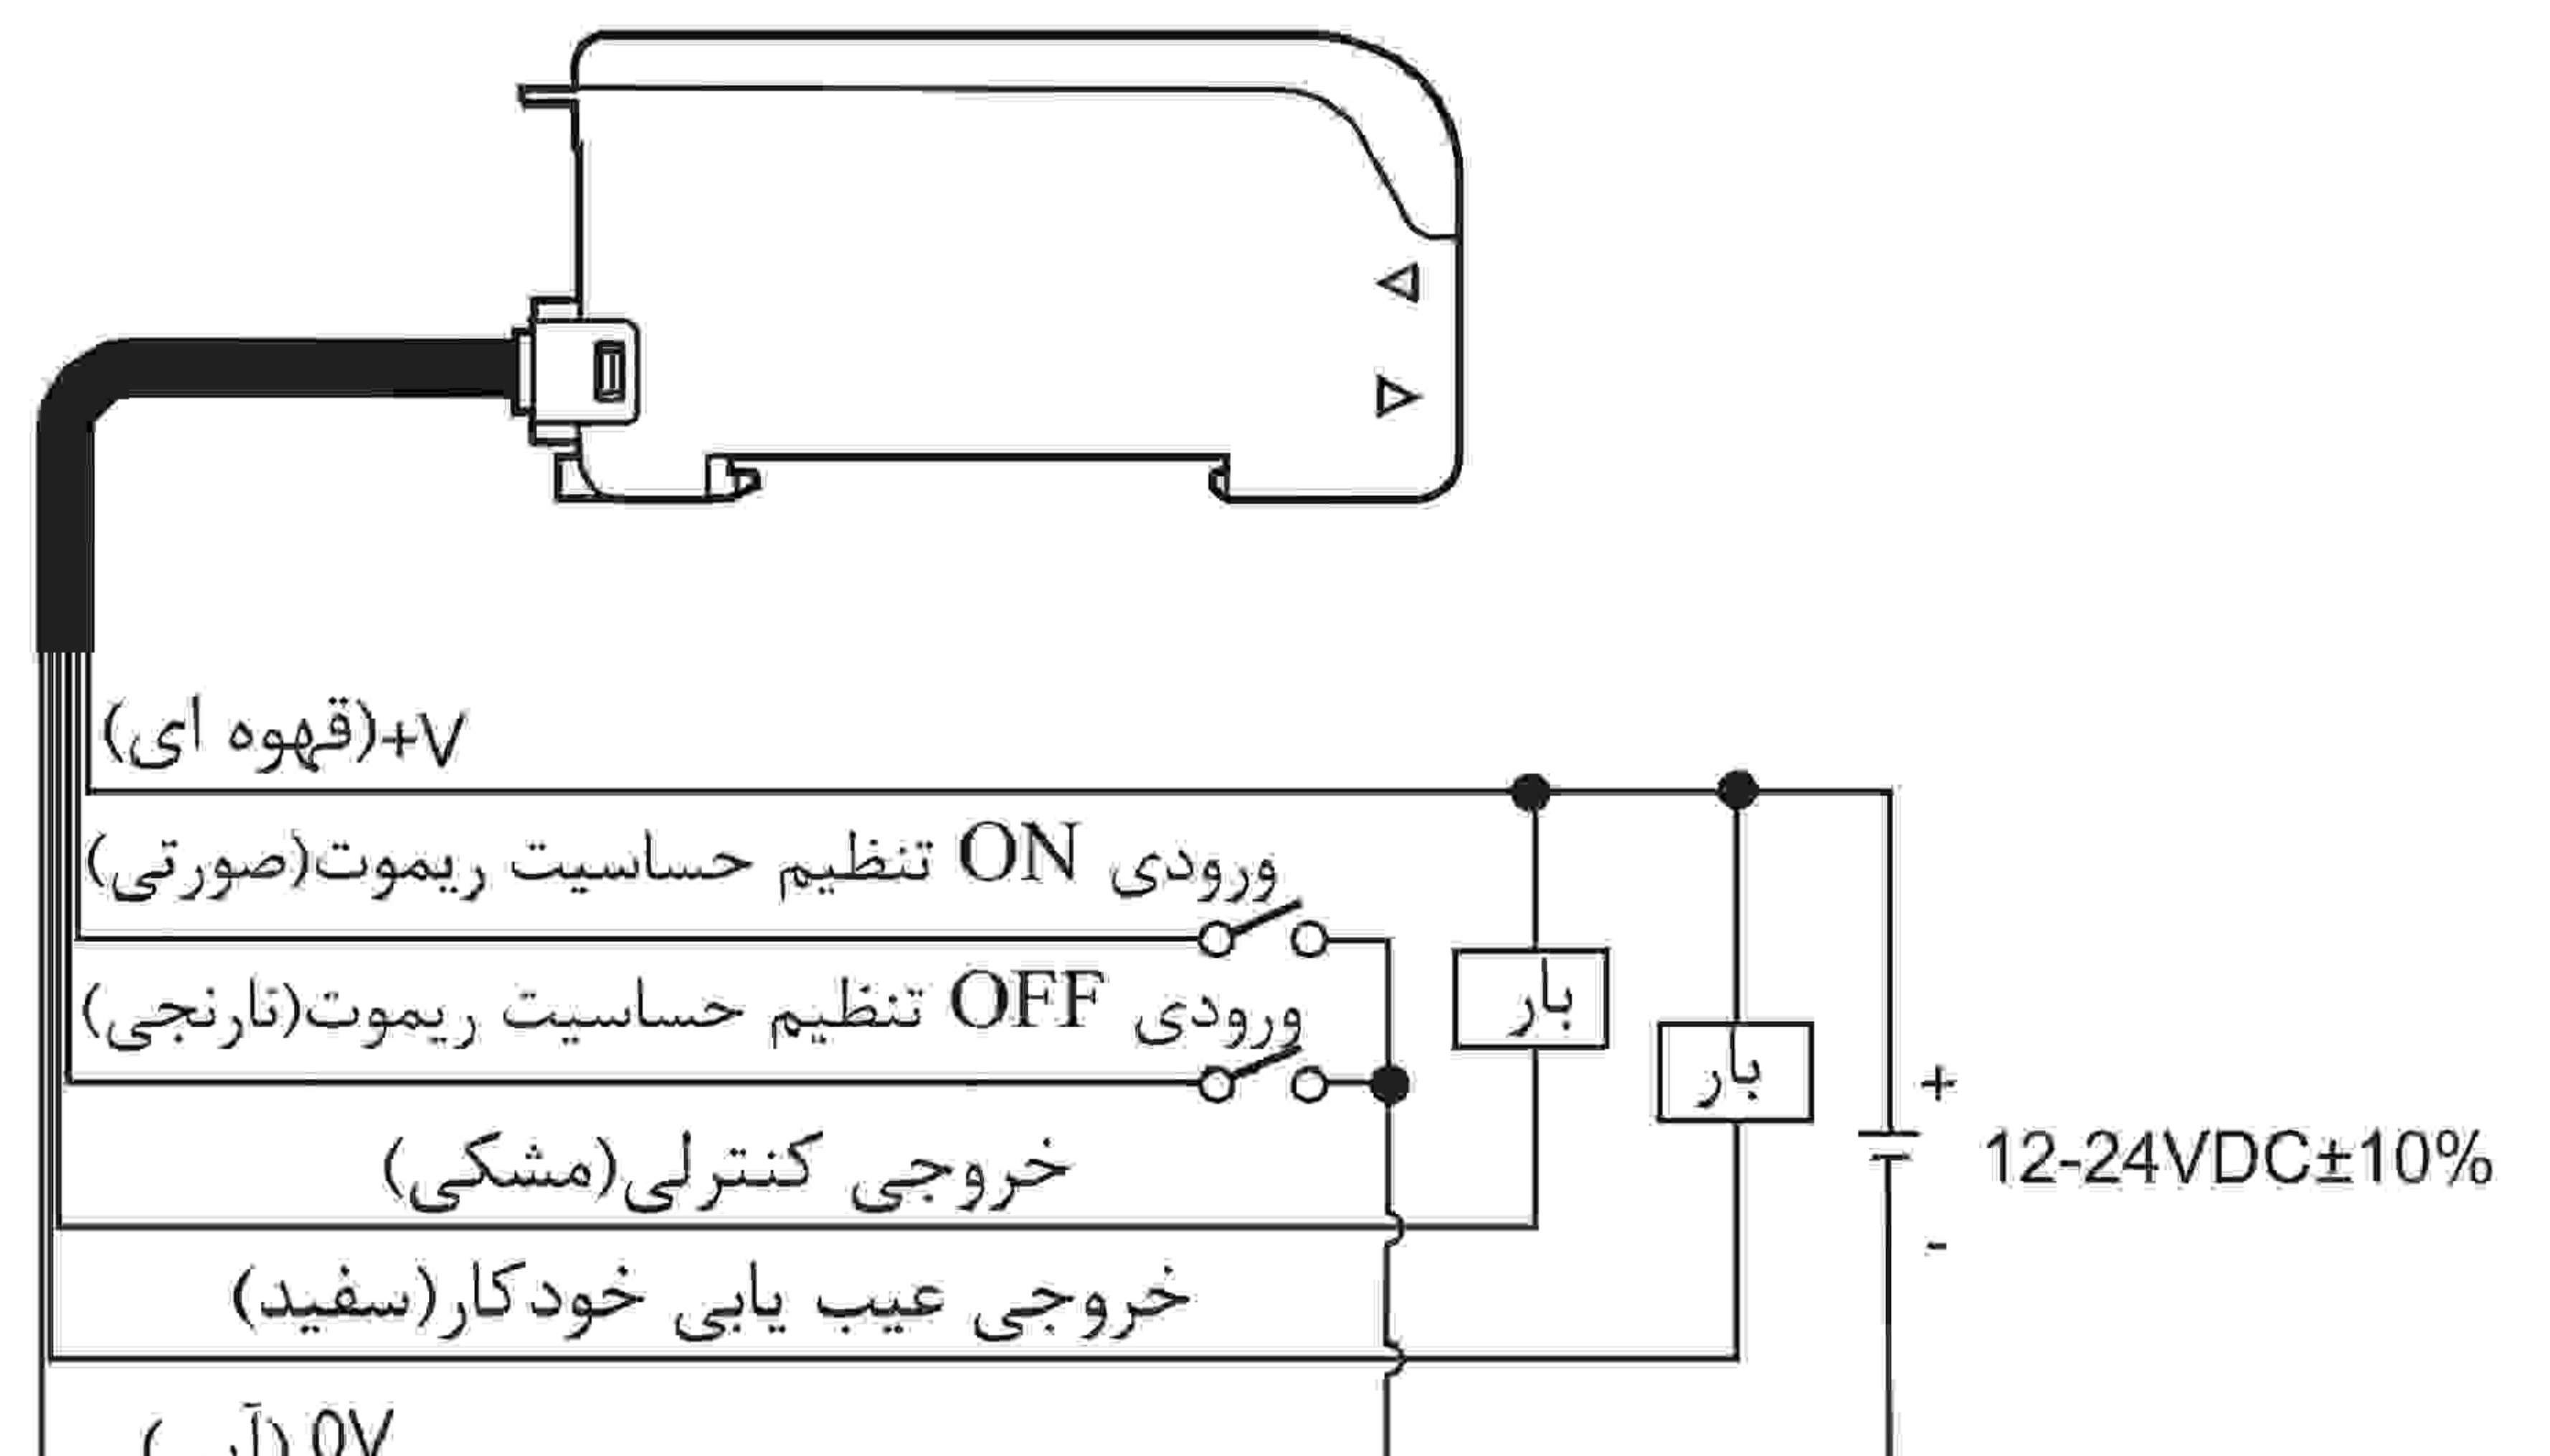 +V(قهوه ای)
ورودی ON تنظیم حساسیت ریموت(صورتی)
ورودی OFF تنظیم حساسیت ریموت(نارنجی)
بار
بار
+
12-24VDC±10%
-
خروجی کنترلی(مشکی)
خروجی عیب یابی خودکار(سفید)
0V